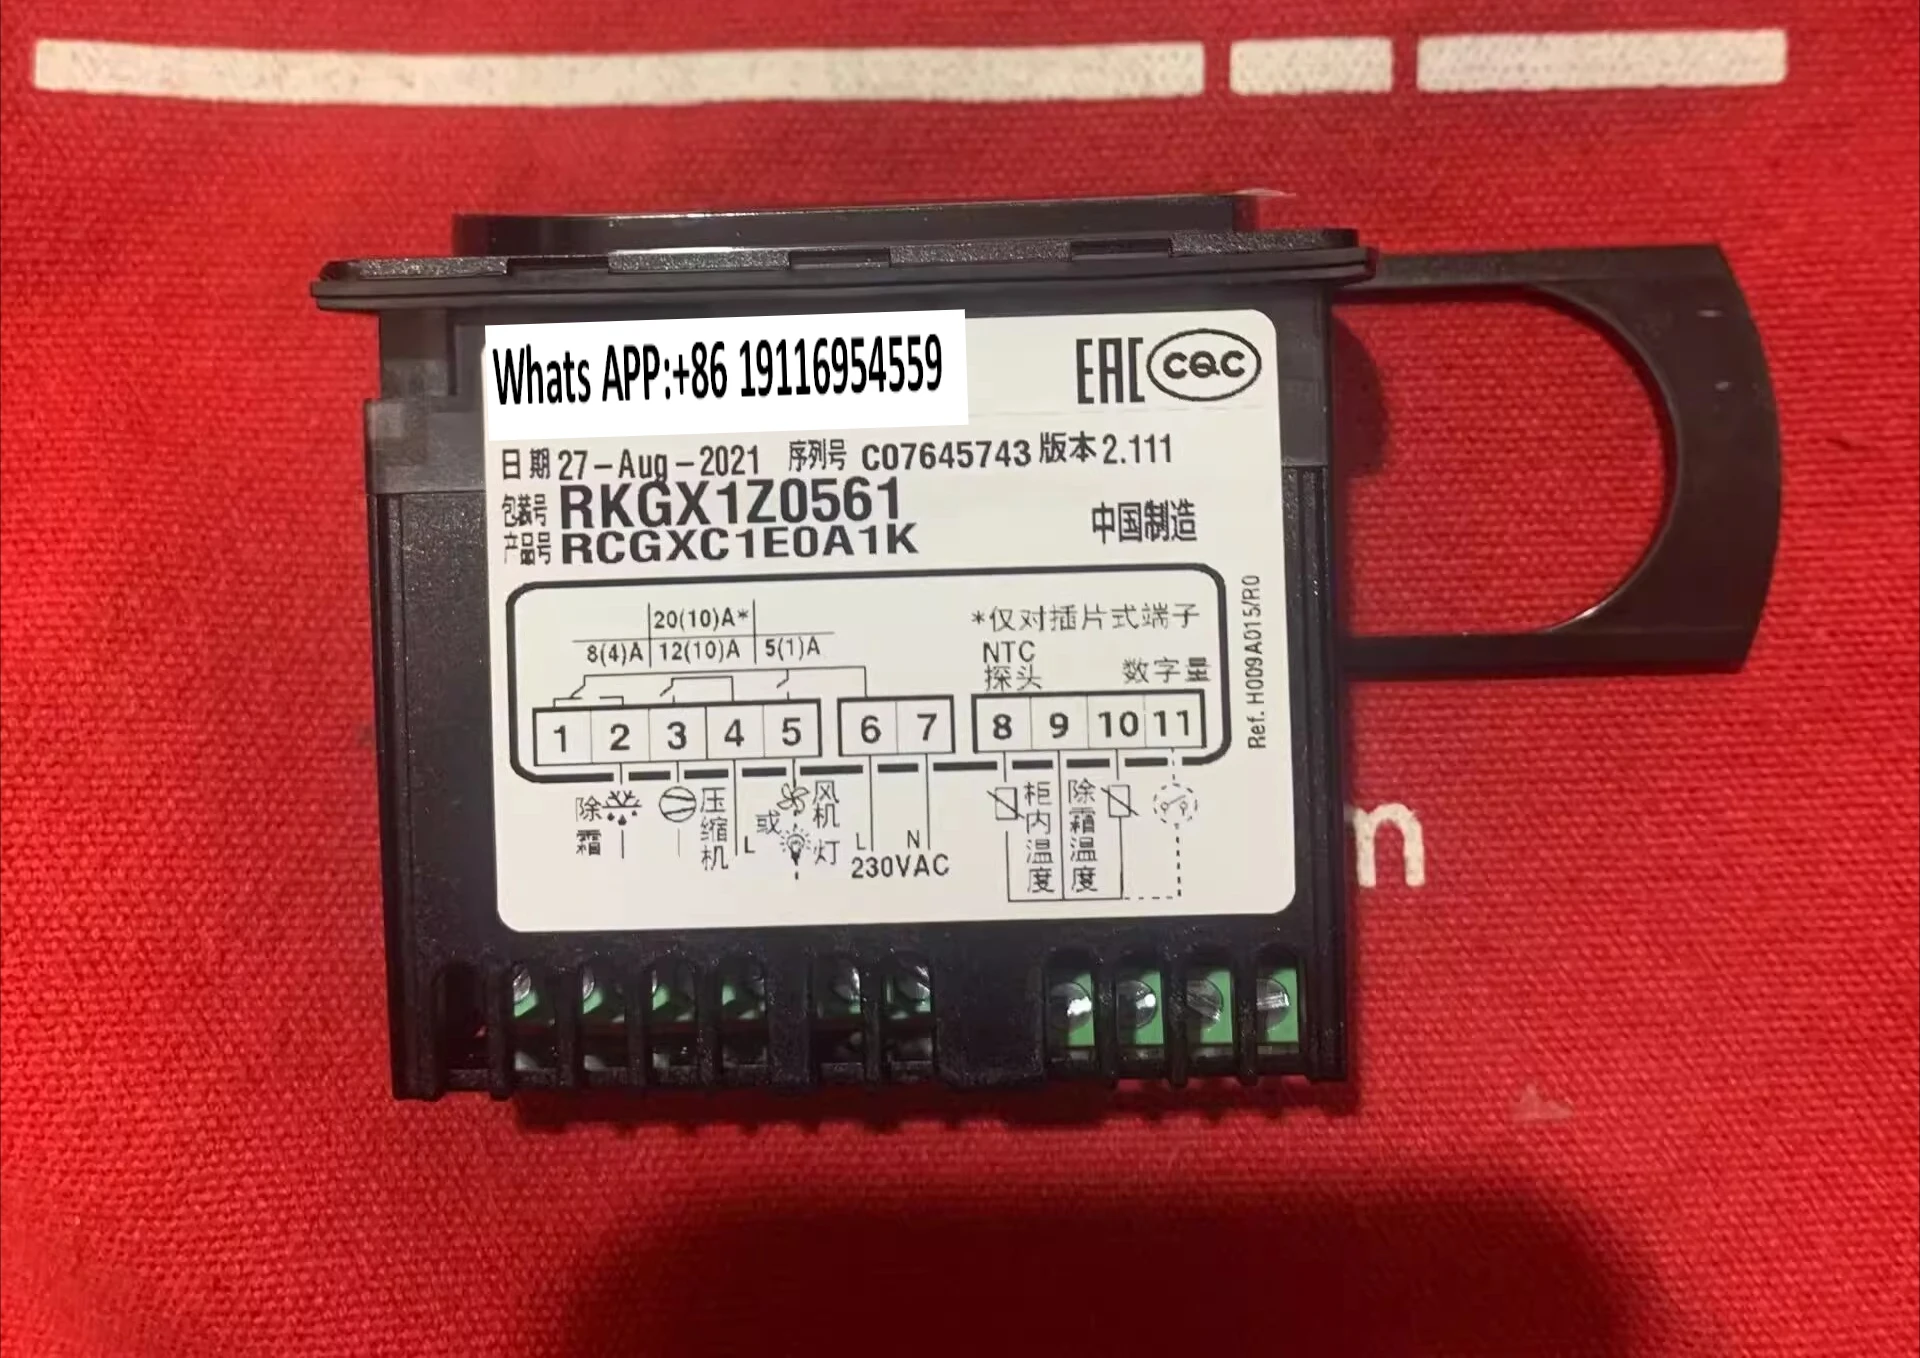 Whats APP:+86 19116954559
EAC CQC
日期 27-Aug-2021 序列号 C07645743 版本2.111
包装号 RKGX1Z0561
产品号 RCGXC1E0A1K
中国制造
20(10)A*
8(4)A 12(10)A 5(1)A
*仅对插片式端子
NTC
探头 数字量
1 2 3 4 5 6 7 8 9 10 11
除霜
压缩机
L
或
风机
灯
L N
230VAC
柜内温度
除霜温度
Ref. H009A015/R0
n